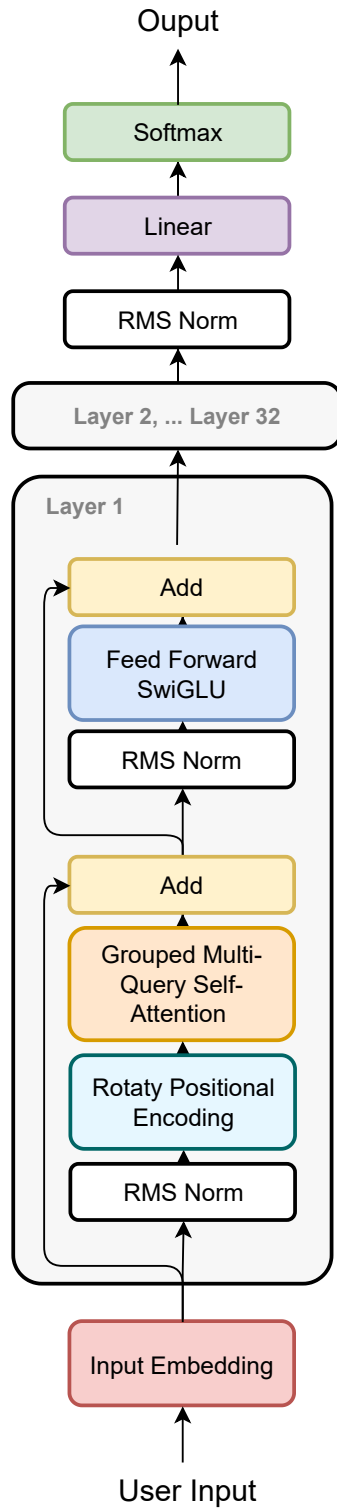 Ouput
Softmax
Linear
RMS Norm
Layer 2, ... Layer 32
Layer 1
Add
Feed Forward
SwiGLU
RMS Norm
Add
Grouped Multi-
Query Self-
Attention
Rotaty Positional
Encoding
RMS Norm
Input Embedding
User Input